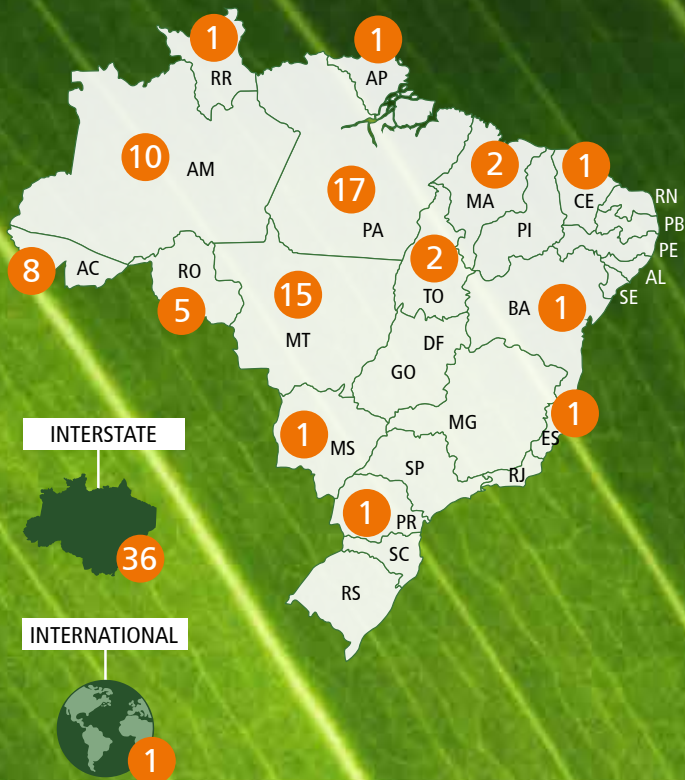 1
RR
1
AP
10
AM
17
PA
2
MA
1
CE
RN
PB
PE
AL
SE
PI
8
AC
RO
5
15
MT
2
TO
BA
1
DF
GO
MG
1
ES
1
MS
SP
RJ
1
PR
SC
RS
INTERSTATE
36
INTERNATIONAL
1